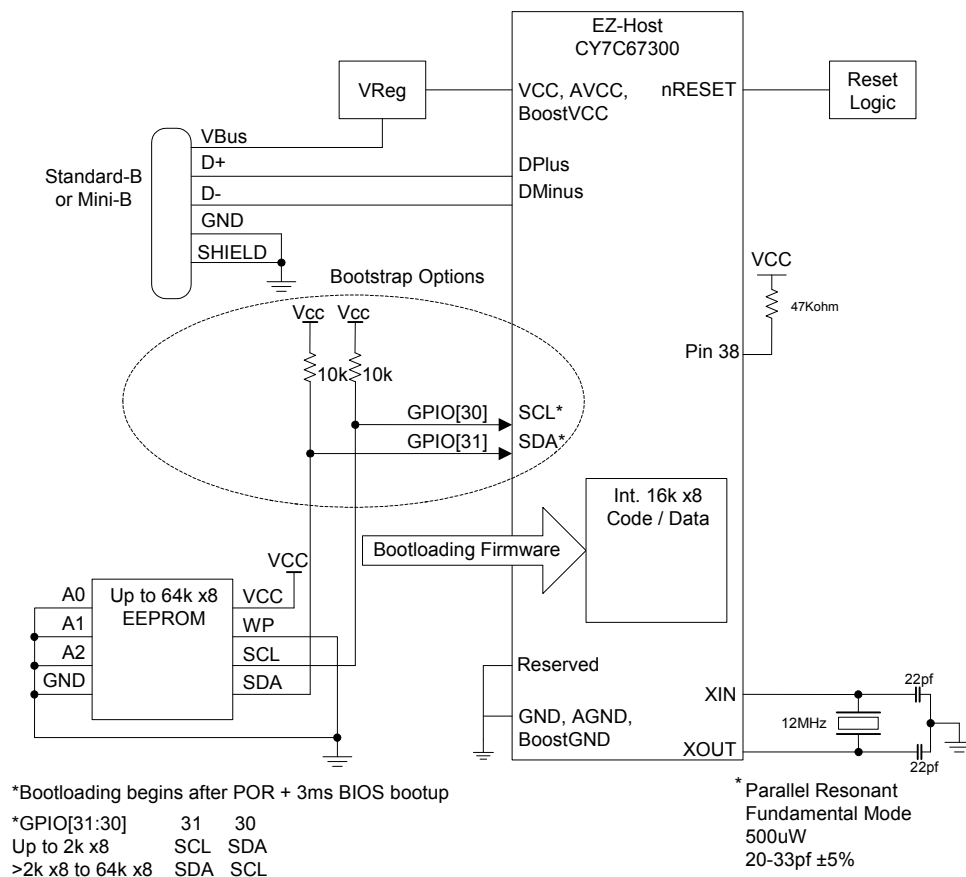 EZ-Host
CY7C67300
VReg
VCC, AVCC,
BoostVCC
nRESET
Reset
Logic
VBus
D+
D-
GND
SHIELD
Standard-B
or Mini-B
DPlus
DMinus
Bootstrap Options
Vcc Vcc
10k 10k
VCC
47Kohm
Pin 38
GPIO[30]
SCL*
GPIO[31]
SDA*
Int. 16k x8
Code / Data
Bootloading Firmware
VCC
A0
A1
A2
GND
Up to 64k x8
EEPROM
VCC
WP
SCL
SDA
Reserved
GND, AGND,
BoostGND
XIN
XOUT
22pf
12MHz
22pf
*Bootloading begins after POR + 3ms BIOS bootup
*GPIO[31:30] 31 30
Up to 2k x8 SCL SDA
>2k x8 to 64k x8 SDA SCL
* Parallel Resonant
Fundamental Mode
500uW
20-33pf ±5%